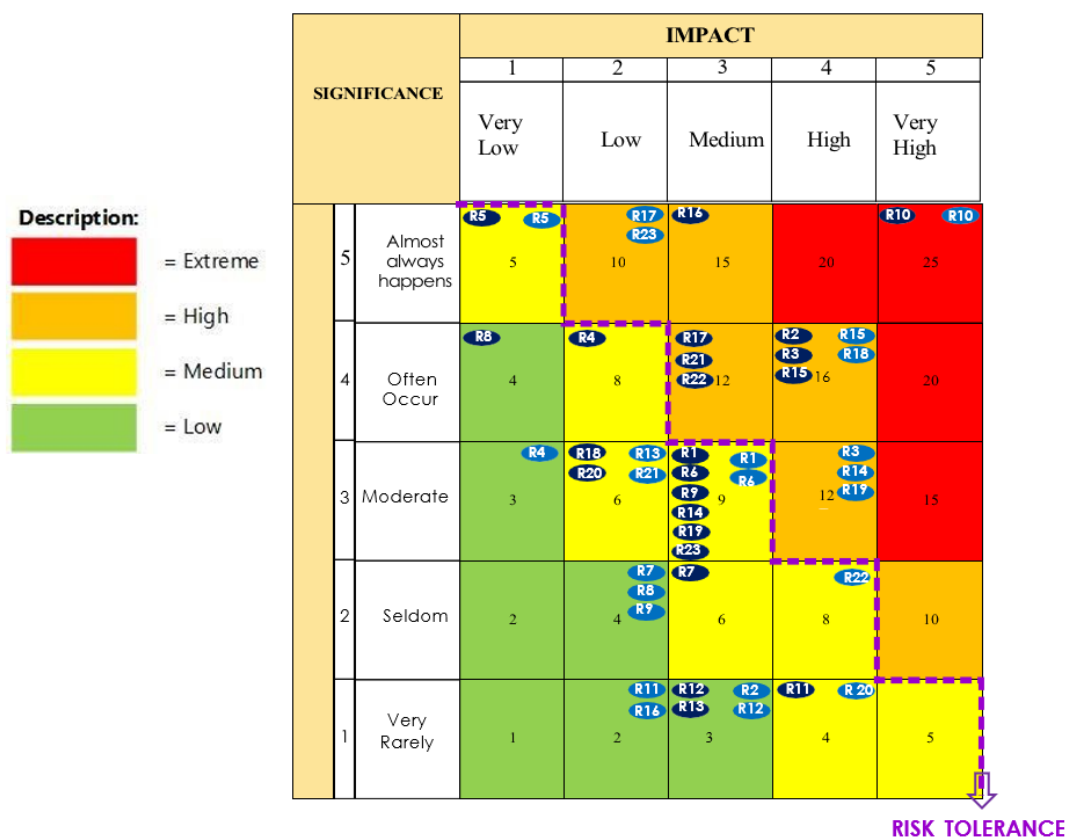 IMPACT
SIGNIFICANCE
1 2 3 4 5
Very
Low
Low
Medium
High
Very
High
Description:
= Extreme
= High
= Medium
= Low
5
Almost
always
happens
R5 R5
5
R17
R23
10
R16
15
20
R10 R10
25
4
Often
Occur
R8
4
R4
8
R17
R21
R22 12
R2 R15
R3 R18
R15 16
20
3
Moderate
R4
3
R18 R13
R20 R21
6
R1 R1
R6 R6
R9 9
R14
R19
R23
R3
R14
12 R19
15
2
Seldom
2
R7
R8
4 R9
R7
6
R22
8
10
1
Very
Rarely
1
R11
R16
2
R12 R2
R13 R12
3
R11 R 20
4
5
RISK TOLERANCE